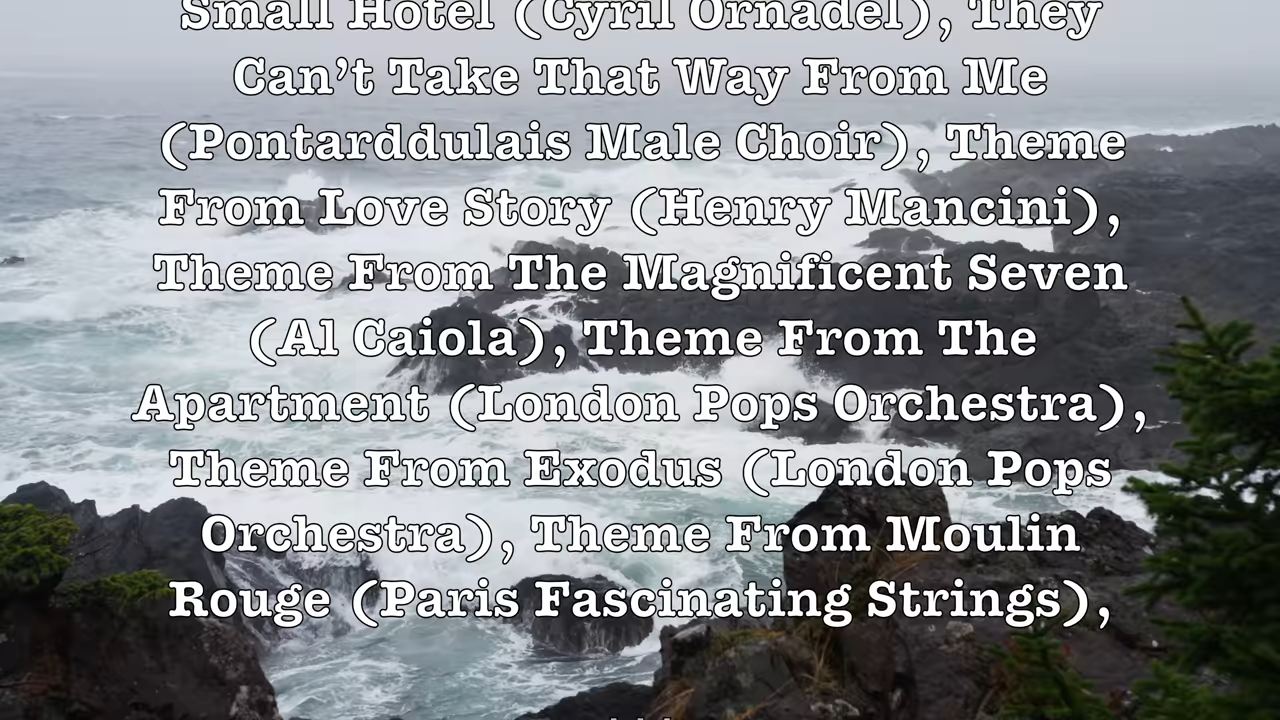 Small Hotel (Cyril Ornadel), They
Can't Take That Way From Me
(Pontarddulais Male Choir), Theme
From Love Story (Henry Mancini),
Theme From The Magnificent Seven
(Al Caiola), Theme From The
Apartment (London Pops Orchestra),
Theme From Exodus (London Pops
Orchestra), Theme From Moulin
Rouge (Paris Fascinating Strings),